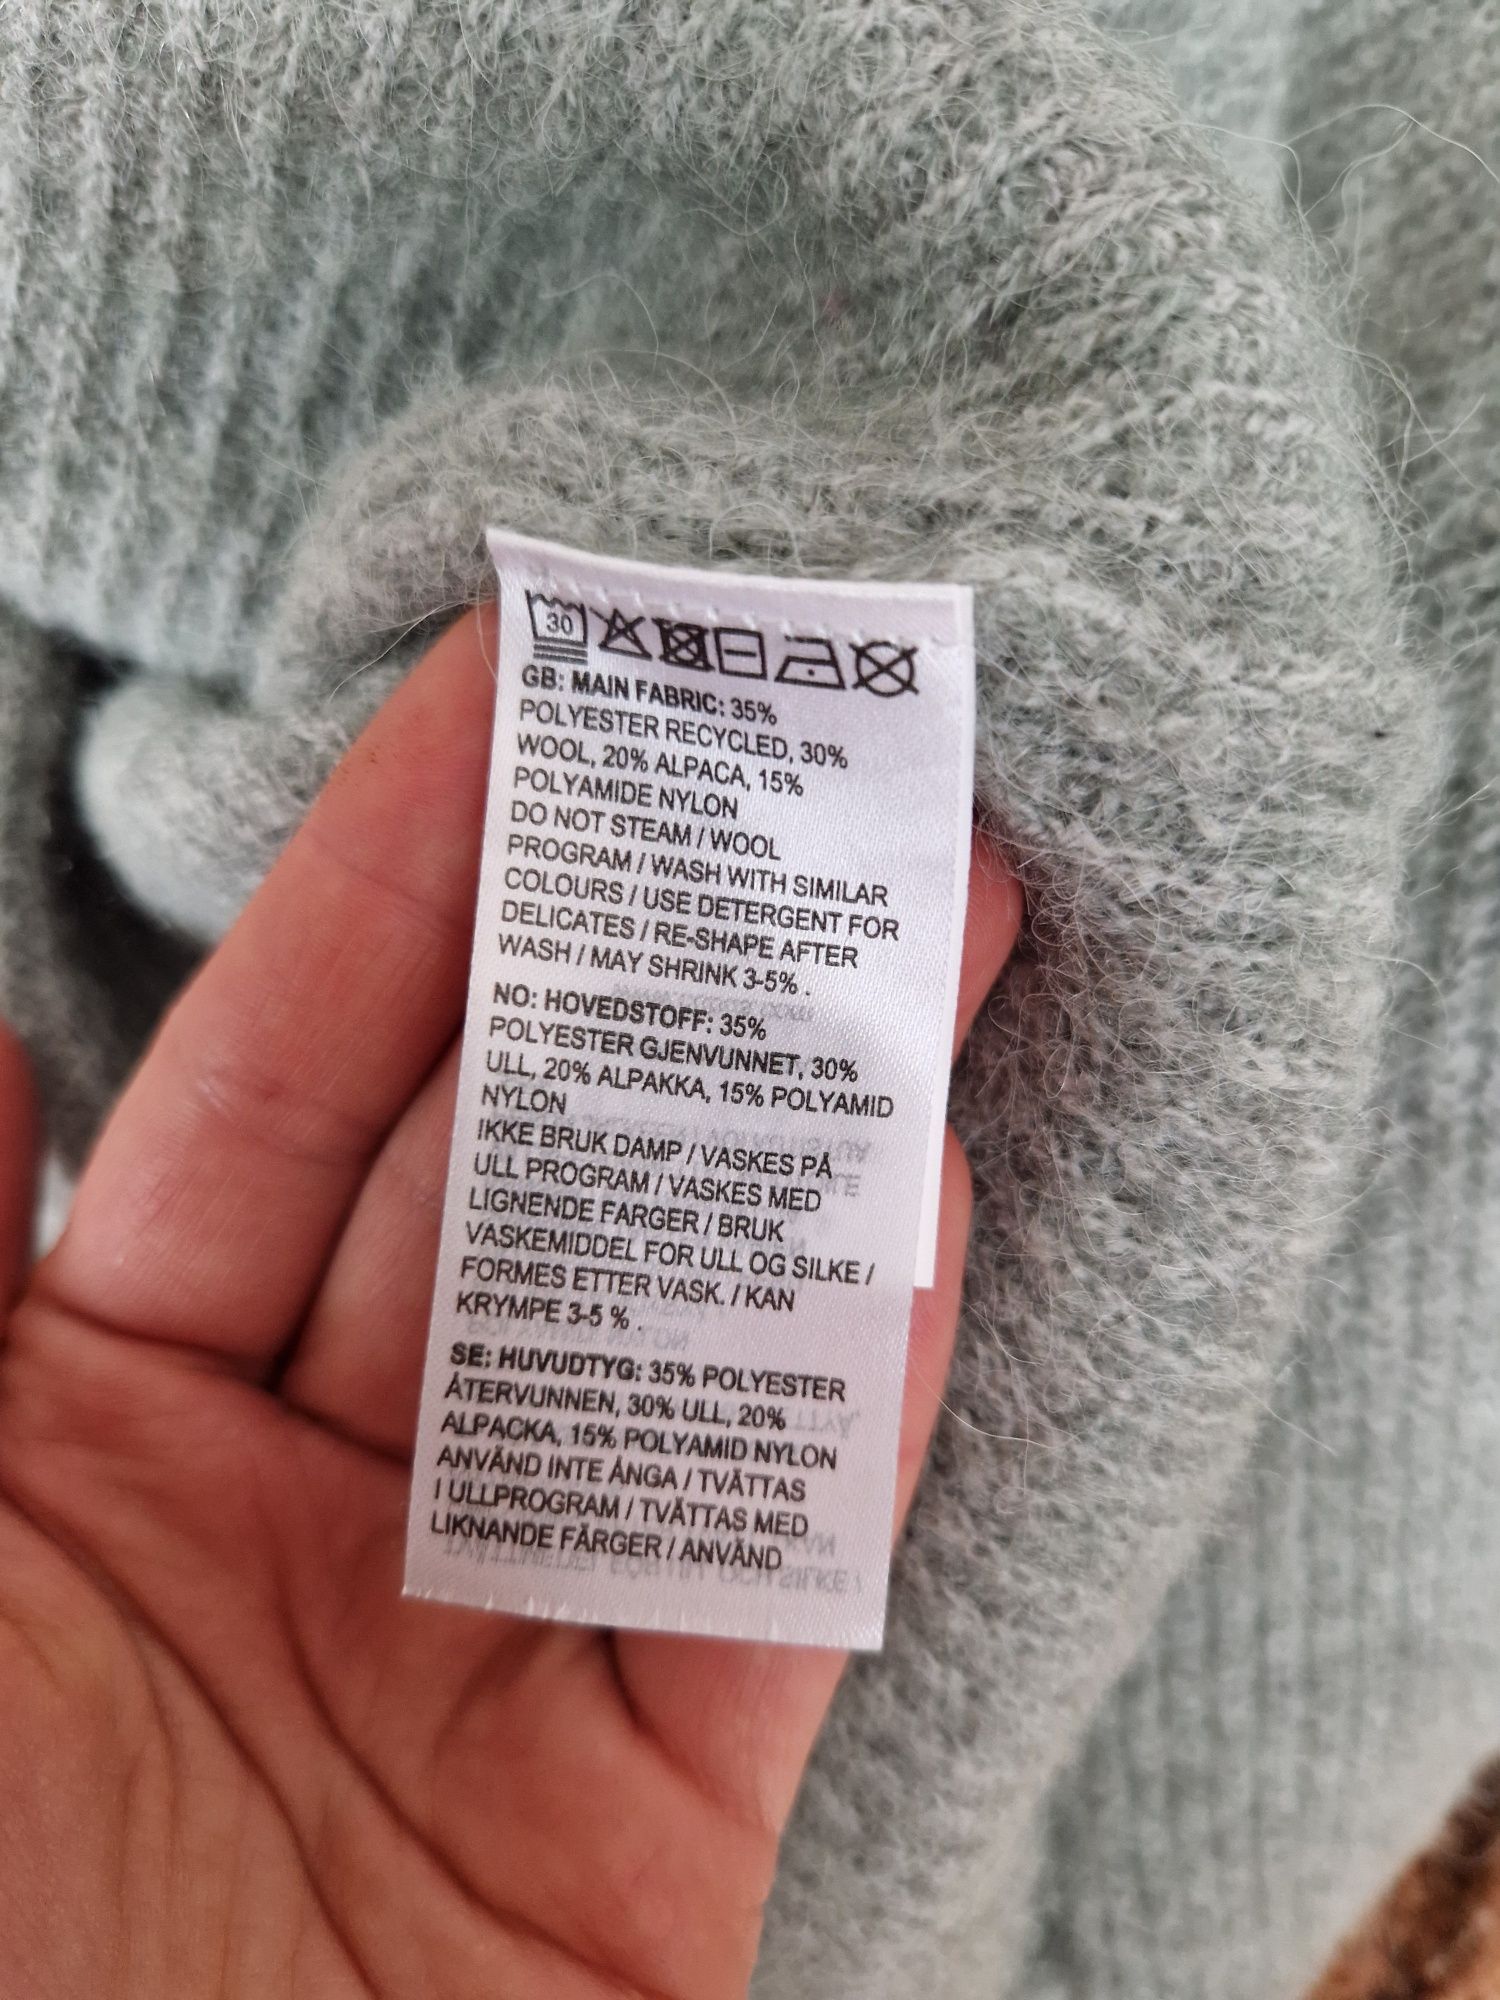 30
GB: MAIN FABRIC: 35%
POLYESTER RECYCLED, 30%
WOOL, 20% ALPACA, 15%
POLYAMIDE NYLON
DO NOT STEAM / WOOL
PROGRAM / WASH WITH SIMILAR
COLOURS / USE DETERGENT FOR
DELICATES / RE-SHAPE AFTER
WASH / MAY SHRINK 3-5% .
NO: HOVEDSTOFF: 35%
POLYESTER GJENVUNNET, 30%
ULL, 20% ALPAKKA, 15% POLYAMID
NYLON
IKKE BRUK DAMP / VASKES PÅ
ULL PROGRAM / VASKES MED
LIGNENDE FARGER / BRUK
VASKEMIDDEL FOR ULL OG SILKE /
FORMES ETTER VASK. / KAN
KRYMPE 3-5 % .
SE: HUVUDTYG: 35% POLYESTER
ÅTERVUNNEN, 30% ULL, 20%
ALPACKA, 15% POLYAMID NYLON
ANVÄND INTE ÅNGA / TVÄTTAS
I ULLPROGRAM / TVÄTTAS MED
LIKNANDE FÄRGER / ANVÄND